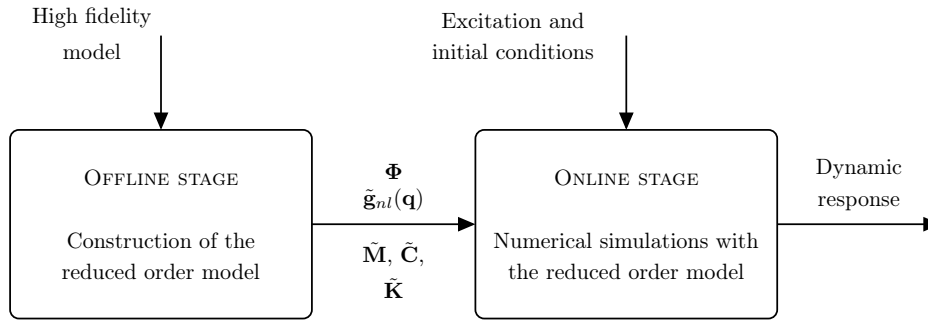 High fidelity
model
Excitation and
initial conditions
OFFLINE STAGE
Construction of the
reduced order model
Φ
g̃ₙₗ(q)
M̃, C̃,
K̃
ONLINE STAGE
Numerical simulations with
the reduced order model
Dynamic
response